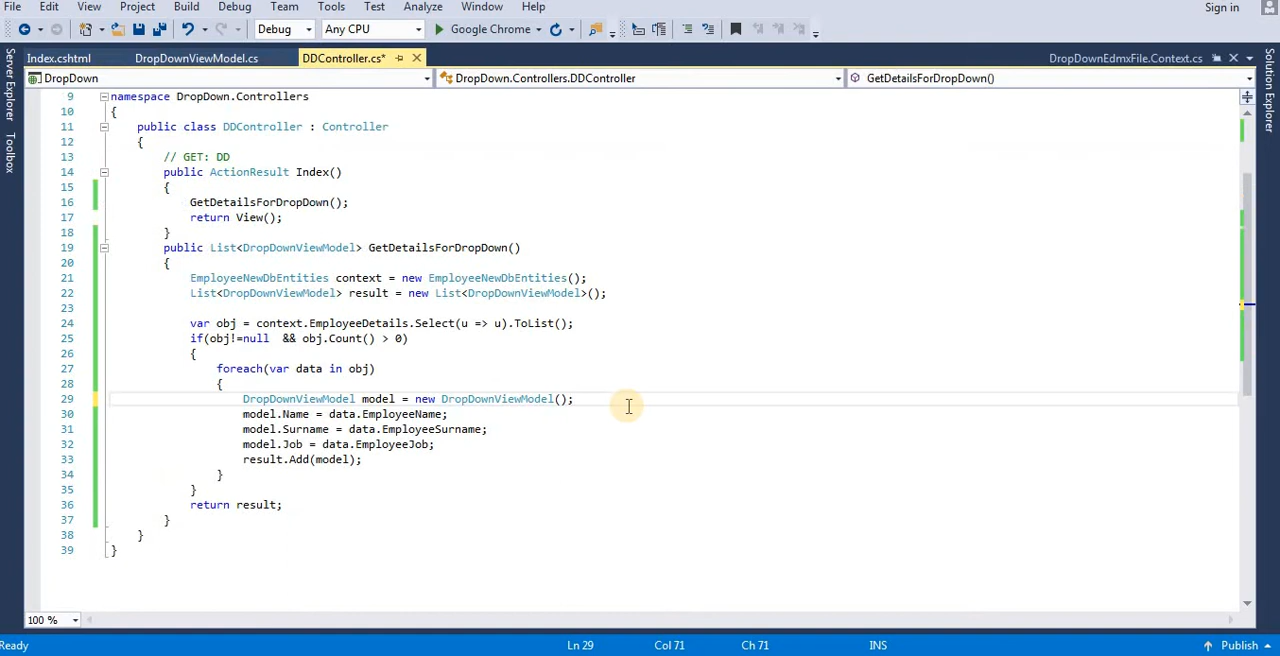 File Edit View Project Build Debug Team Tools Test Analyze Window Help Sign in
Debug Any CPU Google Chrome
Index.cshtml DropDownViewModel.cs DDController.cs* DropDownEdmxFile.Context.cs
DropDown DropDown.Controllers.DDController GetDetailsForDropDown()
Server Explorer
Toolbox
Solution Explorer
9 namespace DropDown.Controllers
10 {
11 public class DDController : Controller
12 {
13 // GET: DD
14 public ActionResult Index()
15 {
16 GetDetailsForDropDown();
17 return View();
18 }
19 public List<DropDownViewModel> GetDetailsForDropDown()
20 {
21 EmployeeNewDbEntities context = new EmployeeNewDbEntities();
22 List<DropDownViewModel> result = new List<DropDownViewModel>();
23
24 var obj = context.EmployeeDetails.Select(u => u).ToList();
25 if(obj!=null && obj.Count() > 0)
26 {
27 foreach(var data in obj)
28 {
29 DropDownViewModel model = new DropDownViewModel();
30 model.Name = data.EmployeeName;
31 model.Surname = data.EmployeeSurname;
32 model.Job = data.EmployeeJob;
33 result.Add(model);
34 }
35 }
36 return result;
37 }
38 }
39 }
100 %
Ready Ln 29 Col 71 Ch 71 INS Publish